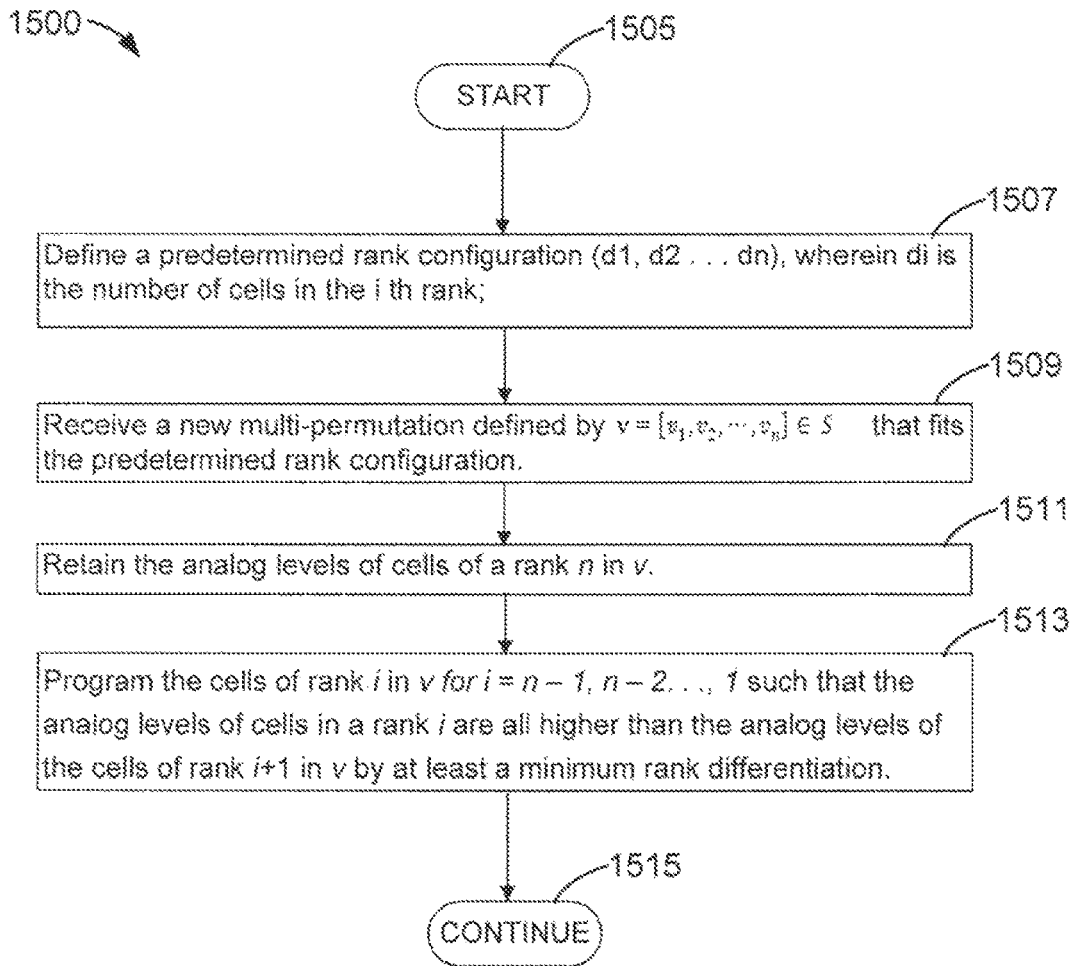 1500
1505
START
1507
Define a predetermined rank configuration (d1, d2 . . . dn), wherein di is
the number of cells in the i th rank;
1509
Receive a new multi-permutation defined by v = [v₁,v₂,⋯,vₙ] ∈ S that fits
the predetermined rank configuration.
1511
Retain the analog levels of cells of a rank n in v.
1513
Program the cells of rank i in v for i = n – 1, n – 2. . ., 1 such that the
analog levels of cells in a rank i are all higher than the analog levels of
the cells of rank i+1 in v by at least a minimum rank differentiation.
1515
CONTINUE